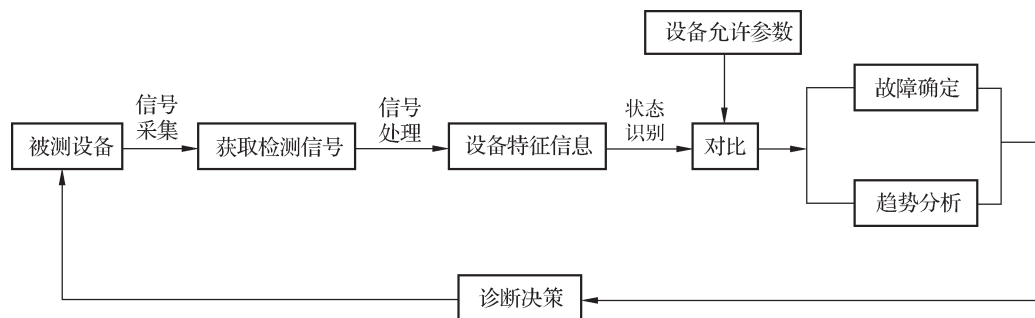 设备允许参数
故障确定
信号
采集
信号
处理
状态
识别
被测设备
获取检测信号
设备特征信息
对比
趋势分析
诊断决策